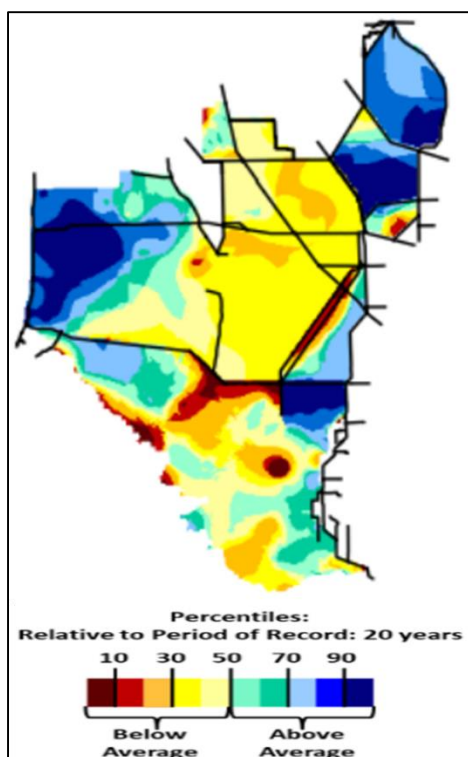 Percentiles:
Relative to Period of Record: 20 years
10 30 50 70 90
Below Above
Average Average